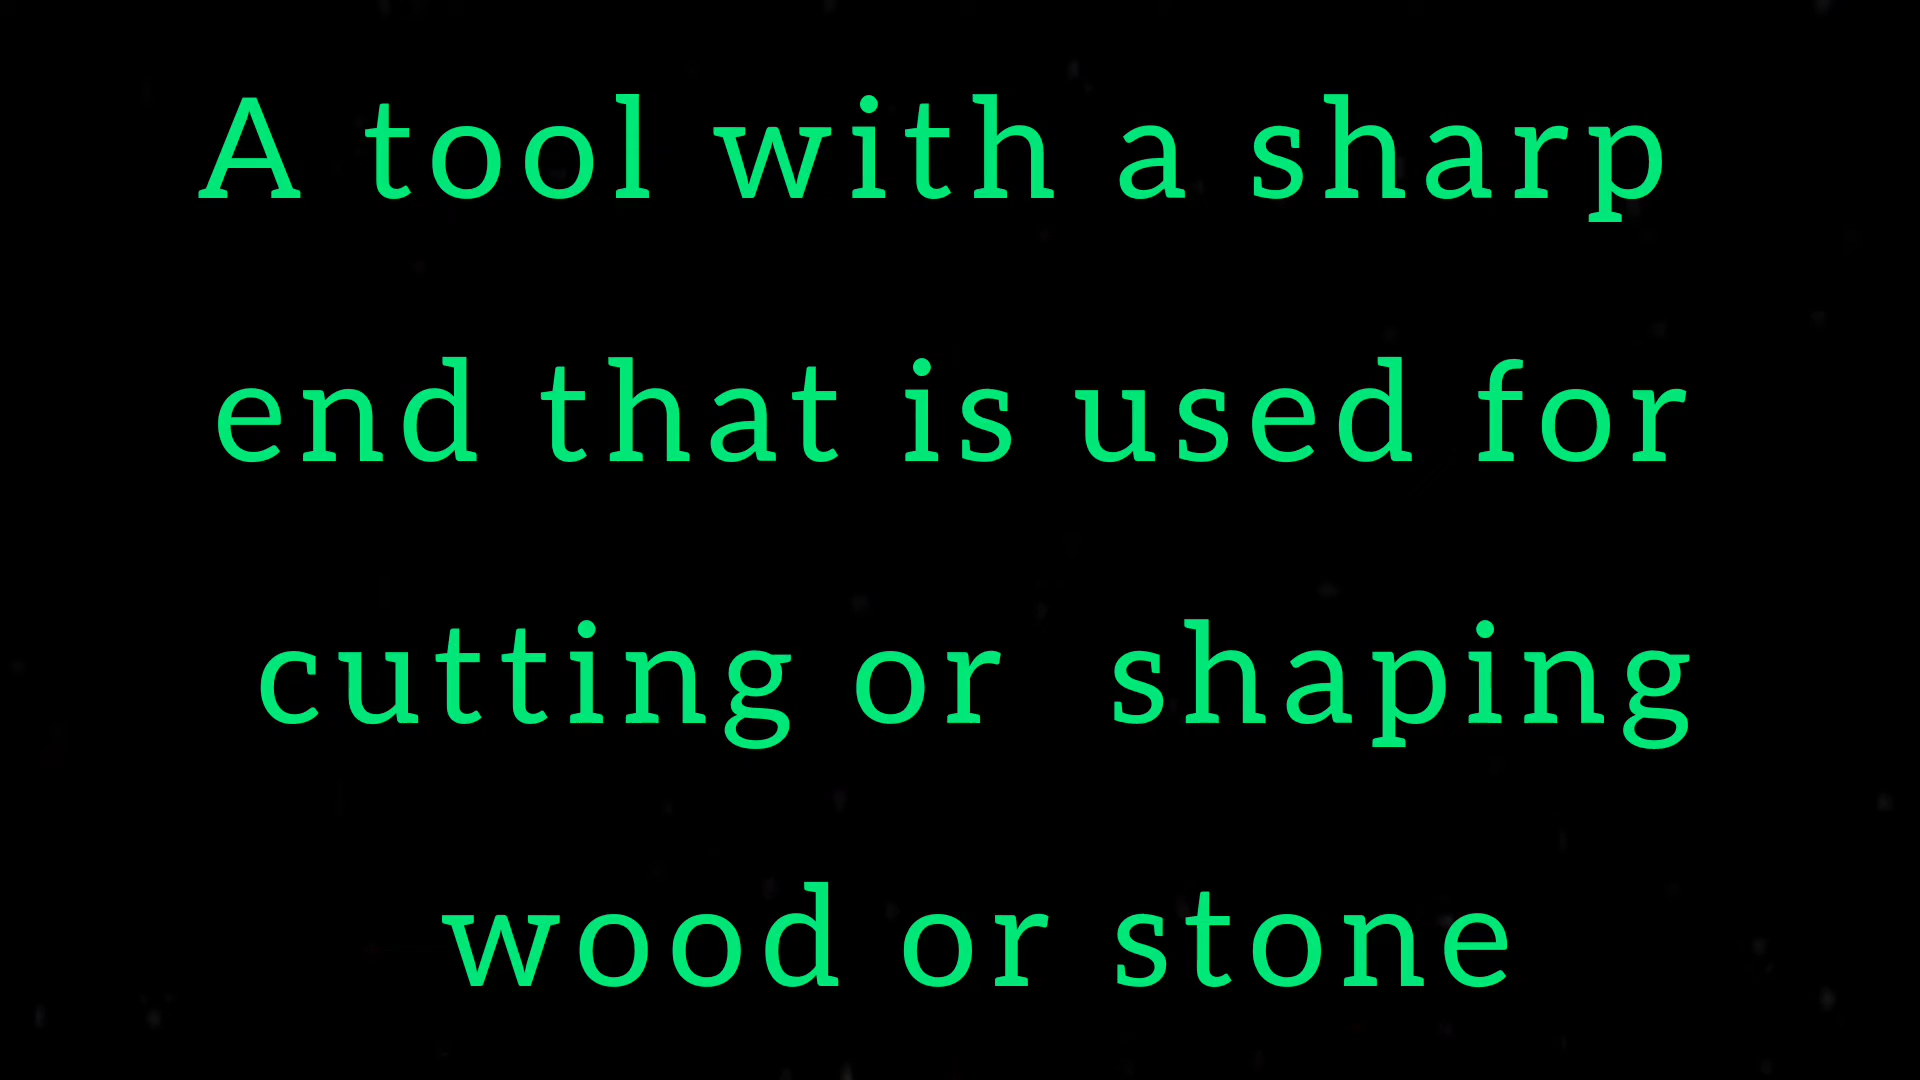 A tool with a sharp
end that is used for
cutting or  shaping
wood or stone